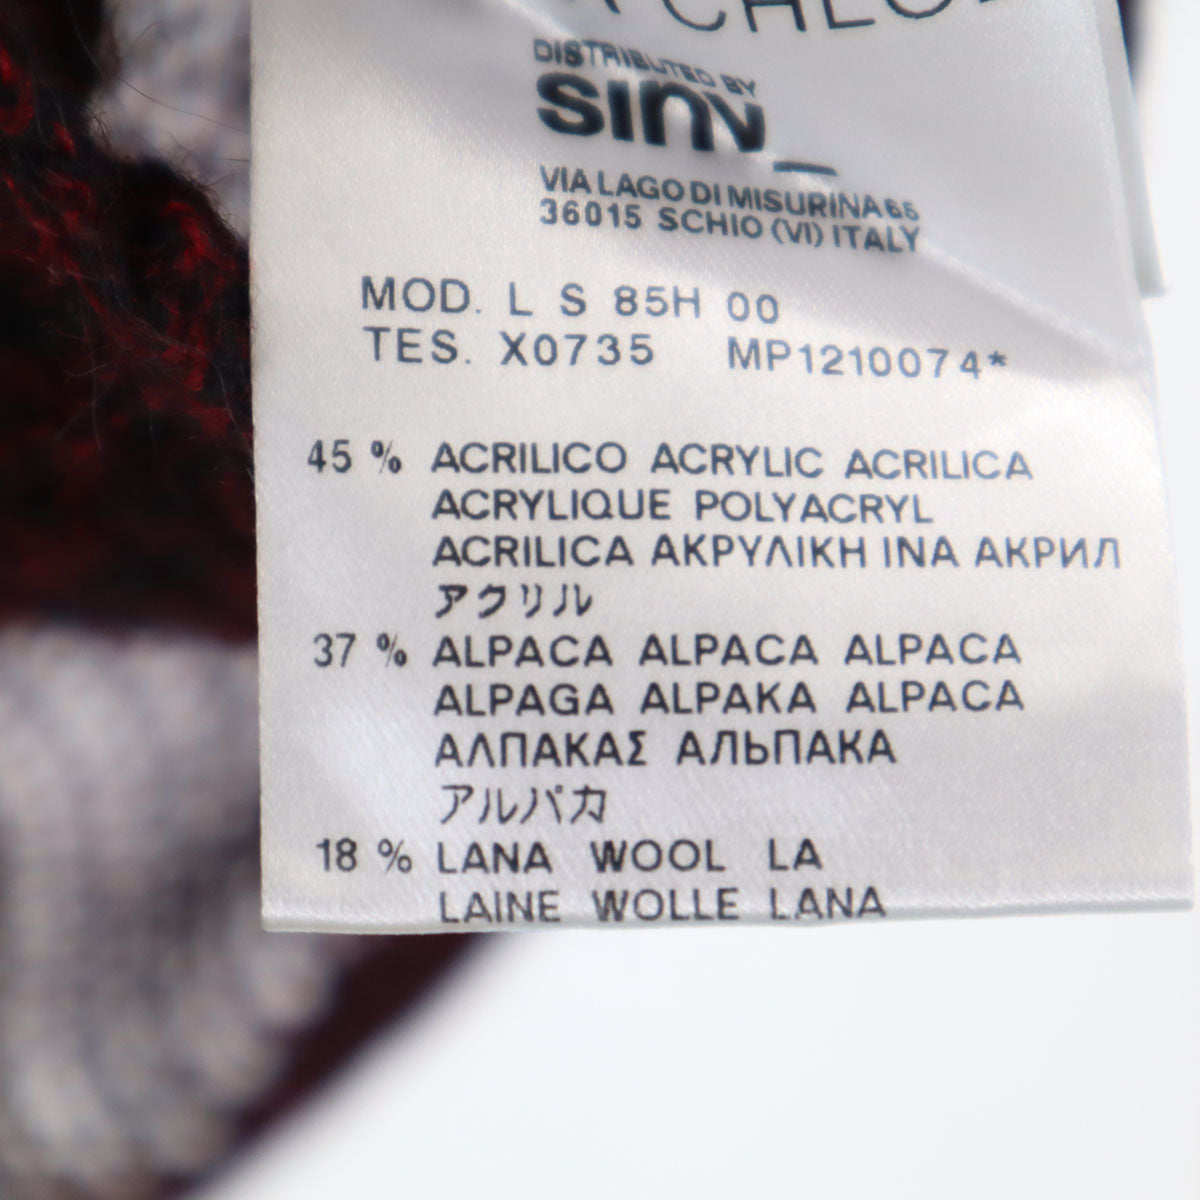 DISTRIBUTED BY
SINV_
VIA LAGO DI MISURINA 65
36015 SCHIO (VI) ITALY
MOD. L S 85H 00
TES. X0735 MP1210074*
45 % ACRILICO ACRYLIC ACRILICA
ACRYLIQUE POLYACRYL
ACRILICA ΑΚΡΥΛΙΚΗ ΙΝΑ АКРИЛ
アクリル
37 % ALPACA ALPACA ALPACA
ALPAGA ALPAKA ALPACA
ΑΛΠΑΚΑΣ АЛЬПАКА
アルパカ
18 % LANA WOOL LA
LAINE WOLLE LANA